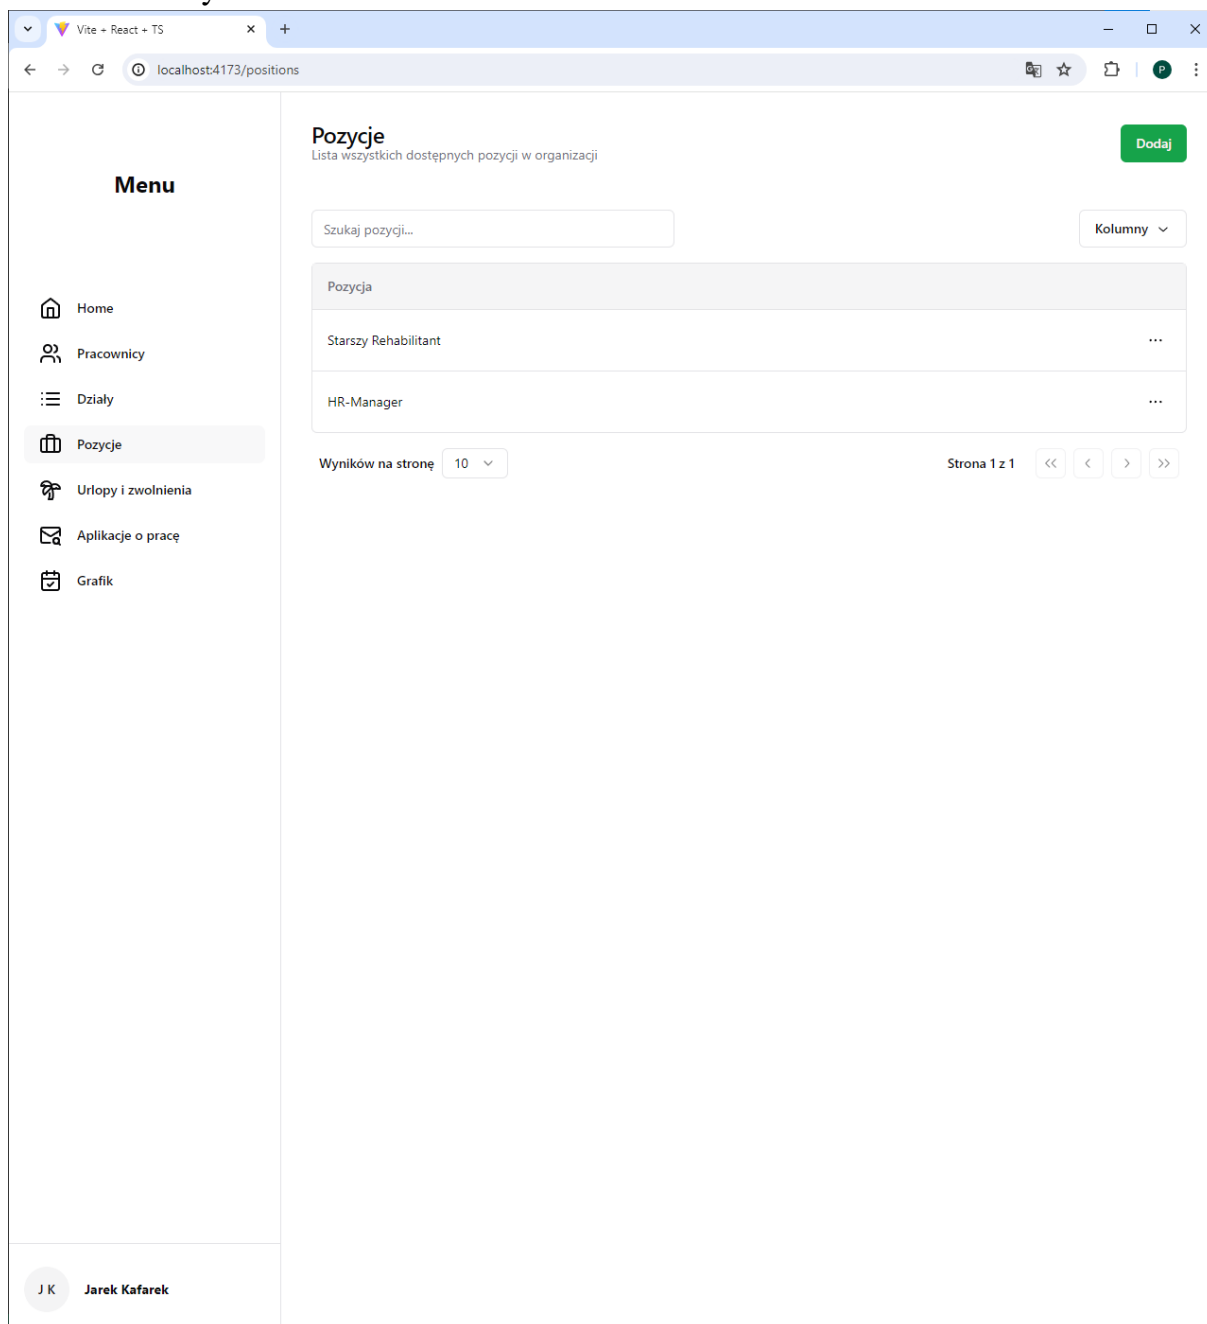 Vite + React + TS
localhost:4173/positions
P
Menu
Home
Pracownicy
Działy
Pozycje
Urlopy i zwolnienia
Aplikacje o pracę
Grafik
J K
Jarek Kafarek
Pozycje
Lista wszystkich dostępnych pozycji w organizacji
Dodaj
Szukaj pozycji...
Kolumny
Pozycja
Starszy Rehabilitant
HR-Manager
Wyników na stronę 10
Strona 1 z 1